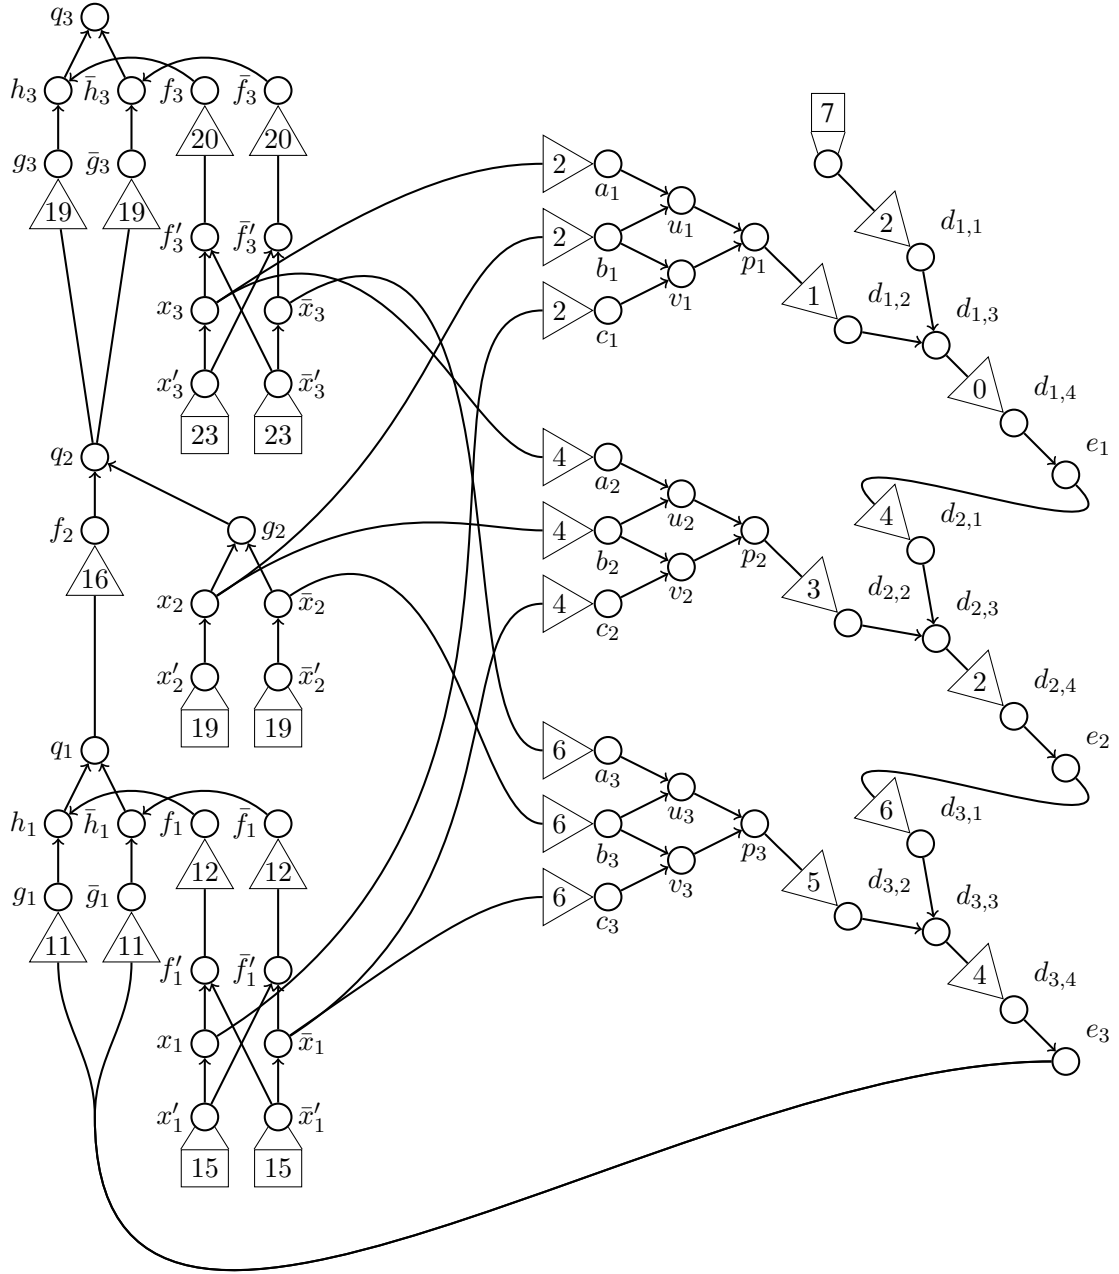 q₃
h₃ h̄₃ f₃ f̄₃
7
20 20
g₃ ḡ₃
2 a₁
19 19
2 d₁,₁
u₁
f′₃ f̄′₃
2 b₁ v₁ p₁
1 d₁,₂
x₃ x̄₃
2 c₁
d₁,₃
x′₃ x̄′₃
0 d₁,₄
23 23
e₁
q₂
4 a₂
u₂
4 d₂,₁
f₂ g₂
4 b₂ v₂ p₂
16
3 d₂,₂
x₂ x̄₂
4 c₂
d₂,₃
x′₂ x̄′₂
2 d₂,₄
19 19
e₂
q₁
6 a₃
u₃
6 d₃,₁
h₁ h̄₁ f₁ f̄₁
6 b₃ v₃ p₃
12 12
5 d₃,₂
g₁ ḡ₁
6 c₃
d₃,₃
11 11
f′₁ f̄′₁
4 d₃,₄
x₁ x̄₁
e₃
x′₁ x̄′₁
15 15